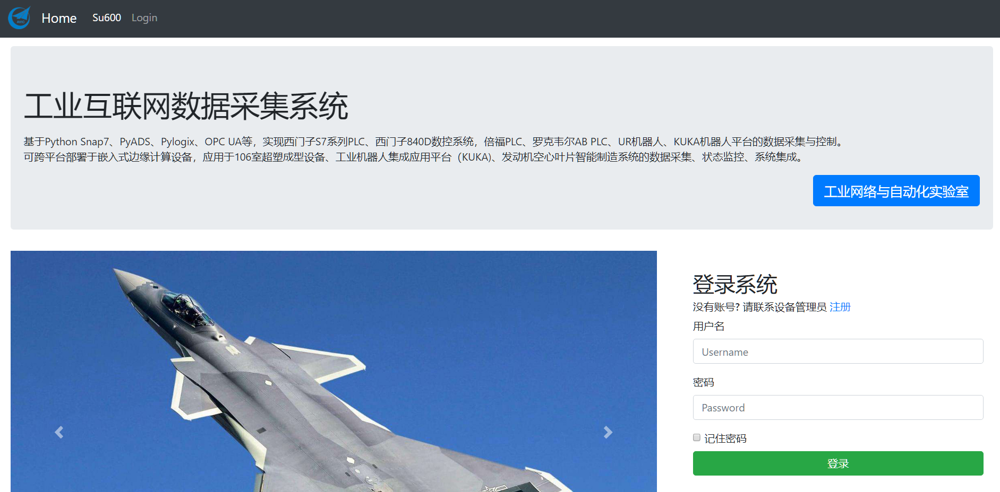 Home Su600 Login
工业互联网数据采集系统
基于Python Snap7、PyADS、Pylogix、OPC UA等，实现西门子S7系列PLC、西门子840D数控系统，倍福PLC、罗克韦尔AB PLC、UR机器人、KUKA机器人平台的数据采集与控制。
可跨平台部署于嵌入式边缘计算设备，应用于106室超塑成型设备、工业机器人集成应用平台（KUKA)、发动机空心叶片智能制造系统的数据采集、状态监控、系统集成。
工业网络与自动化实验室
登录系统
没有账号? 请联系设备管理员 注册
用户名
Username
密码
Password
记住密码
登录